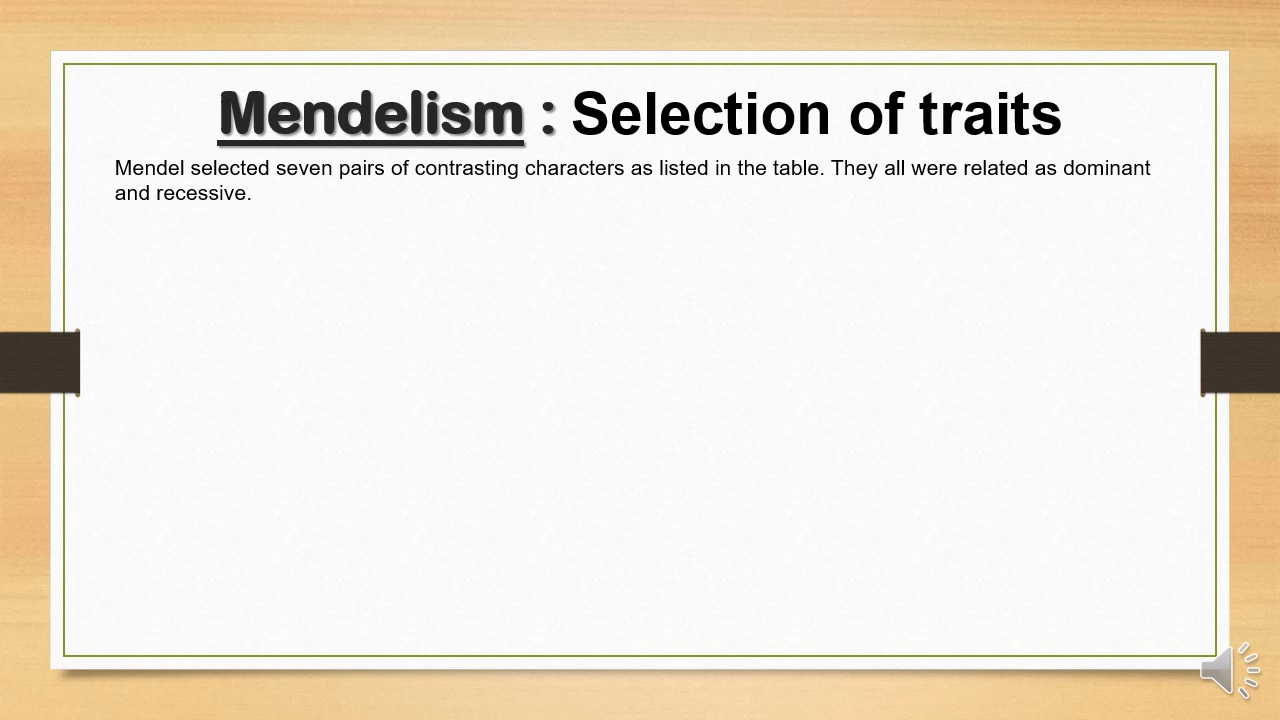 Mendelism : Selection of traits
Mendel selected seven pairs of contrasting characters as listed in the table. They all were related as dominant
and recessive.